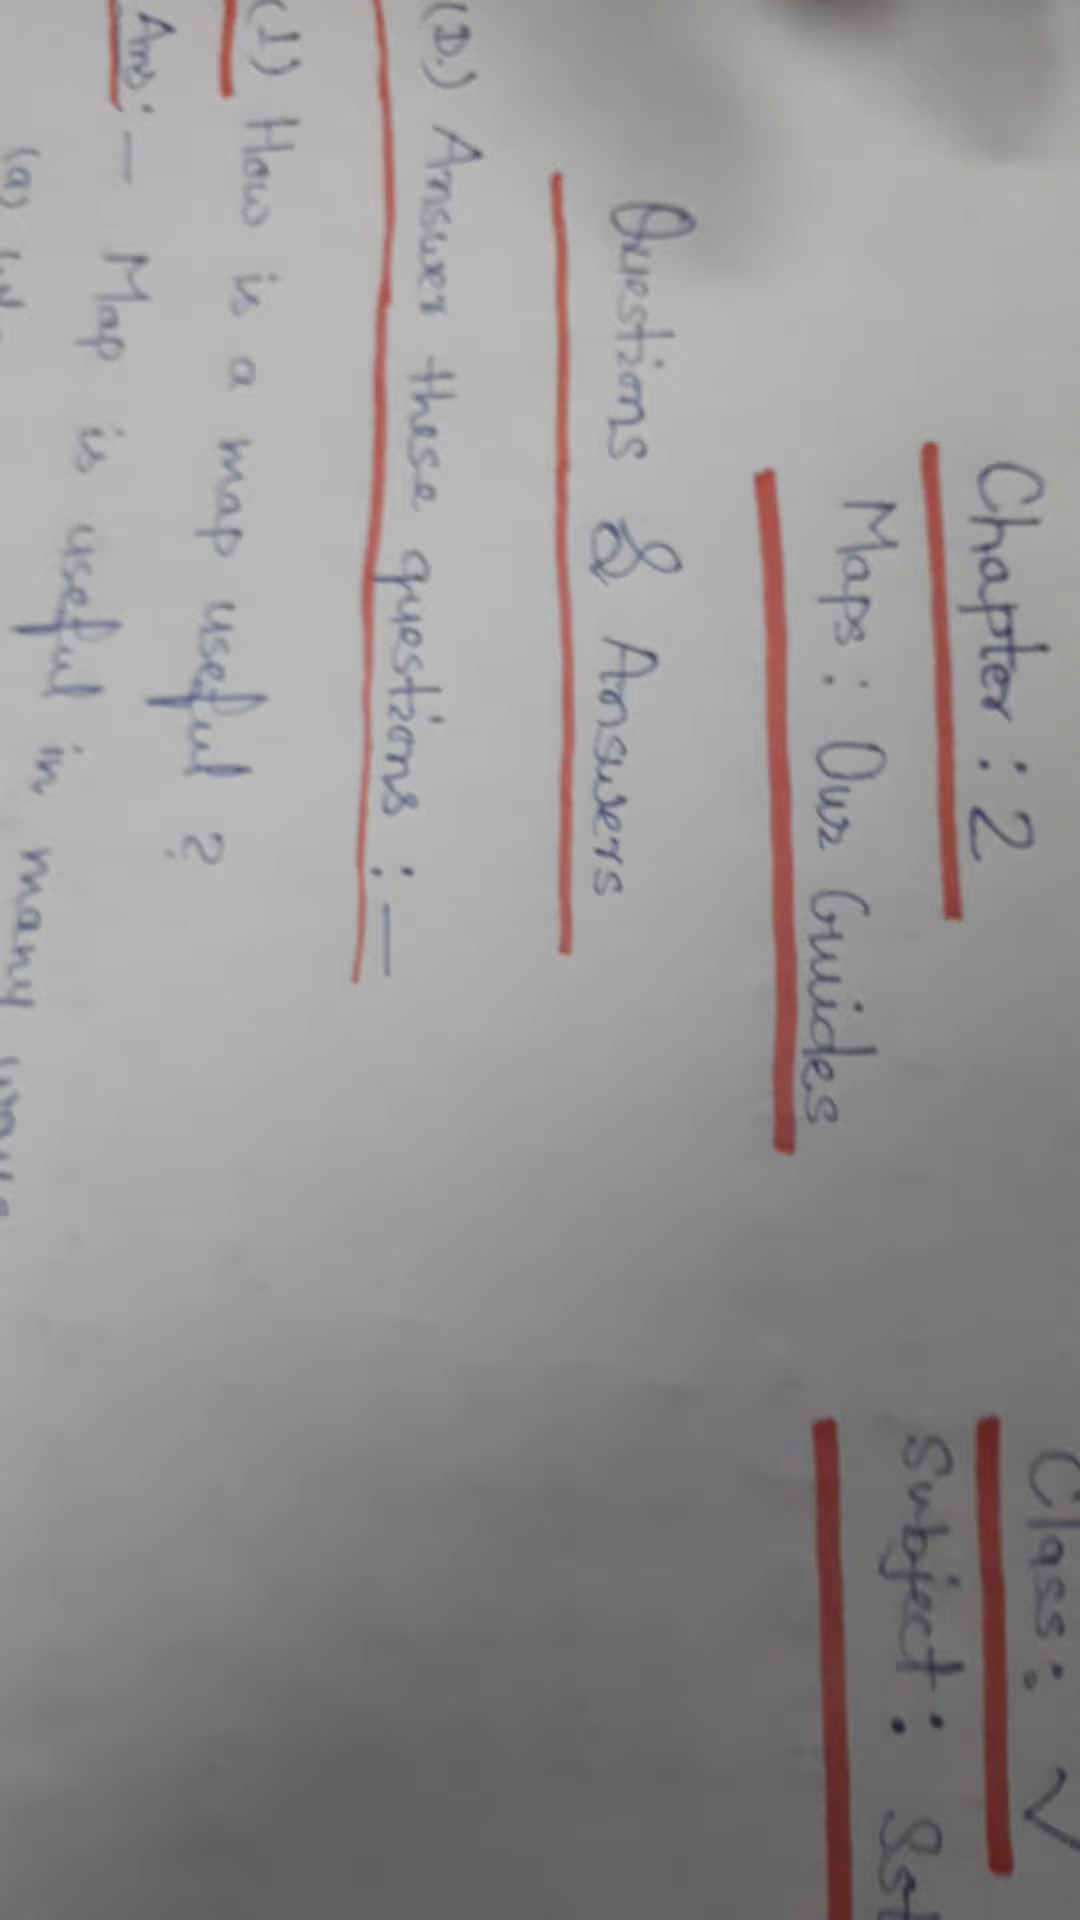 Class: V
Subject: SSt
Chapter : 2
Maps : Our Guides
Questions & Answers
(D.) Answer these questions :—
(1) How is a map useful ?
Ans:— Map is useful in many
(a)